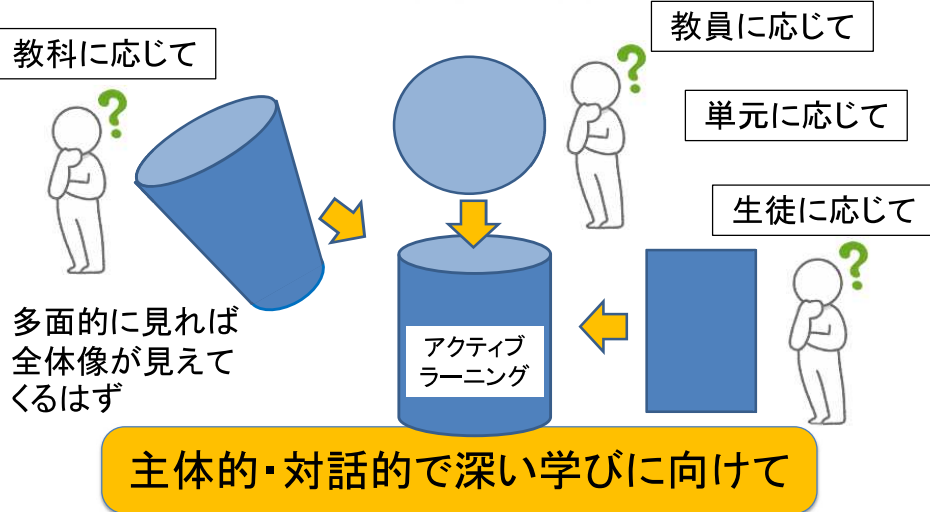 教員に応じて
教科に応じて
?
?
単元に応じて
生徒に応じて
?
多面的に見れば
全体像が見えて
くるはず
アクティブ
ラーニング
主体的・対話的で深い学びに向けて